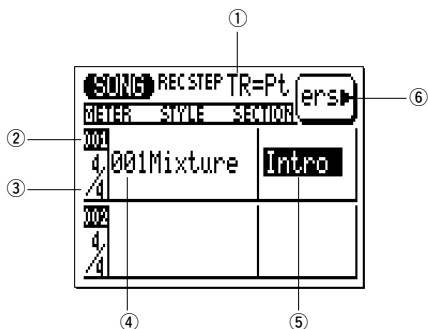 ①
SONG REC STEP TR=Pt ers▶ ⑥
METER STYLE SECTION
② 001
③ 4/4 001Mixture Intro
002
4/4
④ ⑤